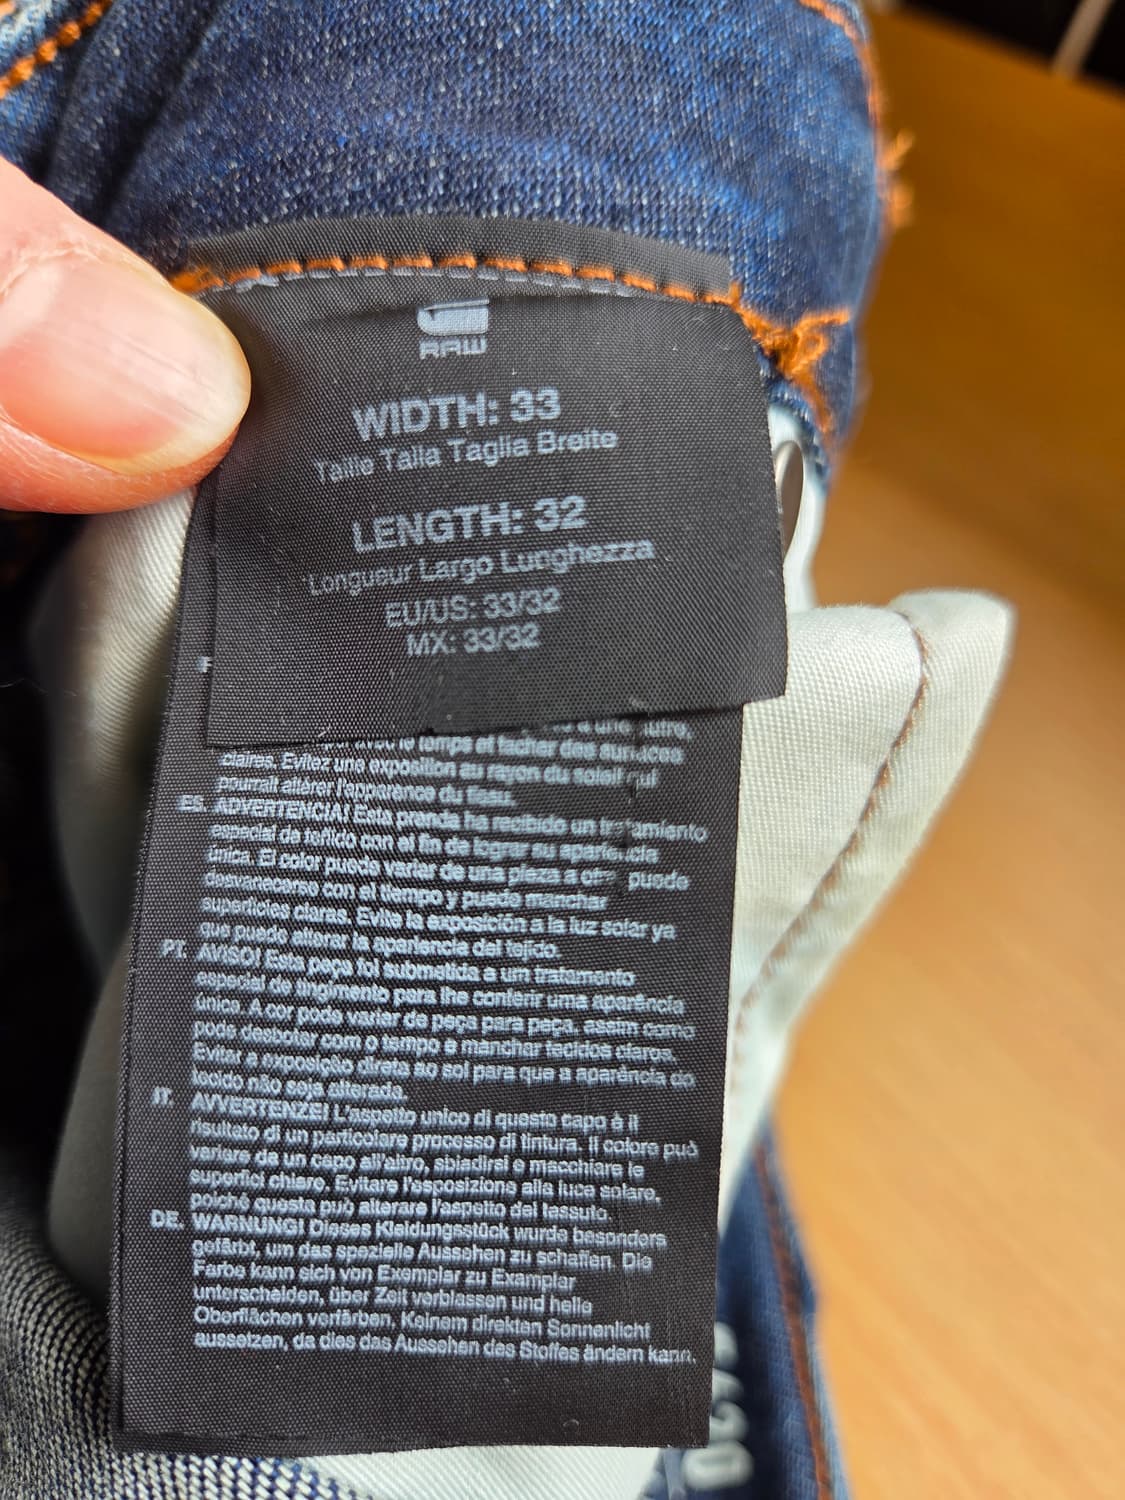 RAW
WIDTH: 33
Taille Talla Taglia Breite
LENGTH: 32
Longueur Largo Lunghezza
EU/US: 33/32
MX: 33/32
F
à une autre,
avec le temps et tacher des surfaces
claires. Evitez une exposition au rayon du soleil qui
pourrait altérer l'apparence du tissu.
ES. ¡ADVERTENCIA! Esta prenda ha recibido un tratamiento
especial de teñido con el fin de lograr su apariencia
única. El color puede variar de una pieza a otra, puede
desvanecerse con el tiempo y puede manchar
superficies claras. Evite la exposición a la luz solar ya
que puede alterar la apariencia del tejido.
PT. AVISO! Esta peça foi submetida a um tratamento
especial de tingimento para lhe conferir uma aparência
única. A cor pode variar de peça para peça, assim como
pode desbotar com o tempo e manchar tecidos claros.
Evitar a exposição direta ao sol para que a aparência do
tecido não seja alterada.
IT. AVVERTENZE! L'aspetto unico di questo capo è il
risultato di un particolare processo di tintura. Il colore può
variare da un capo all'altro, sbiadirsi e macchiare le
superfici chiare. Evitare l'esposizione alla luce solare,
poiché questa può alterare l'aspetto del tessuto.
DE. WARNUNG! Dieses Kleidungsstück wurde besonders
gefärbt, um das spezielle Aussehen zu schaffen. Die
Farbe kann sich von Exemplar zu Examplar
unterscheiden, über Zeit verblassen und helle
Oberflächen verfärben. Keinem direkten Sonnenlicht
aussetzen, da dies das Aussehen des Stoffes ändern kann.